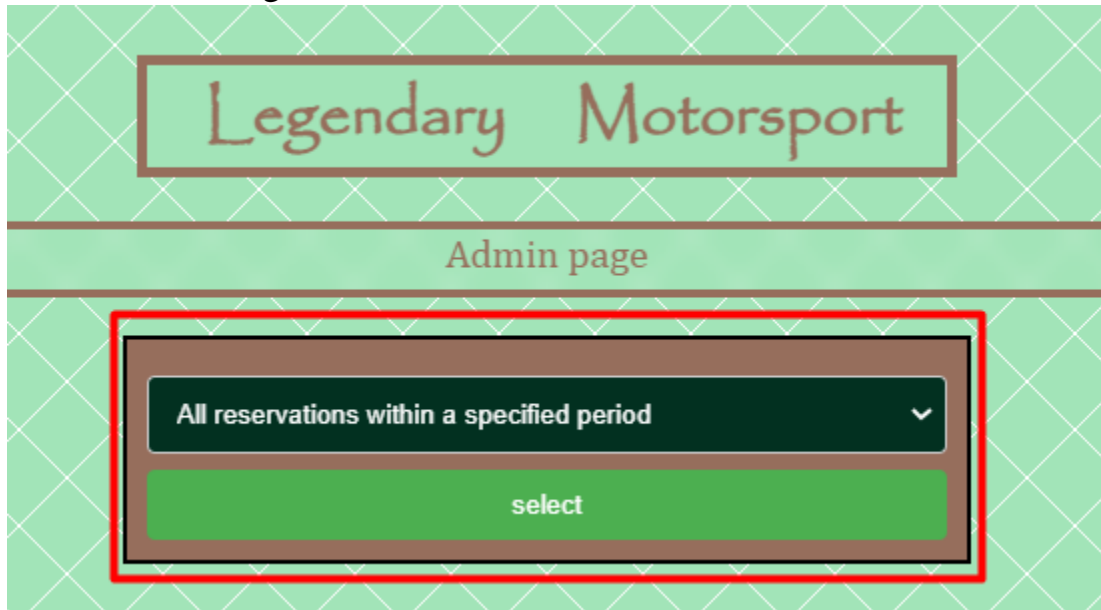 Legendary Motorsport
Admin page
All reservations within a specified period
select